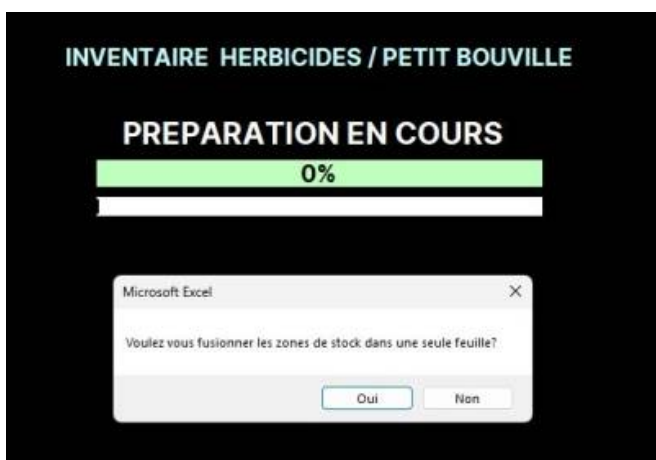 INVENTAIRE HERBICIDES / PETIT BOUVILLE
PREPARATION EN COURS
0%
Microsoft Excel
Voulez vous fusionner les zones de stock dans une seule feuille?
Oui Non